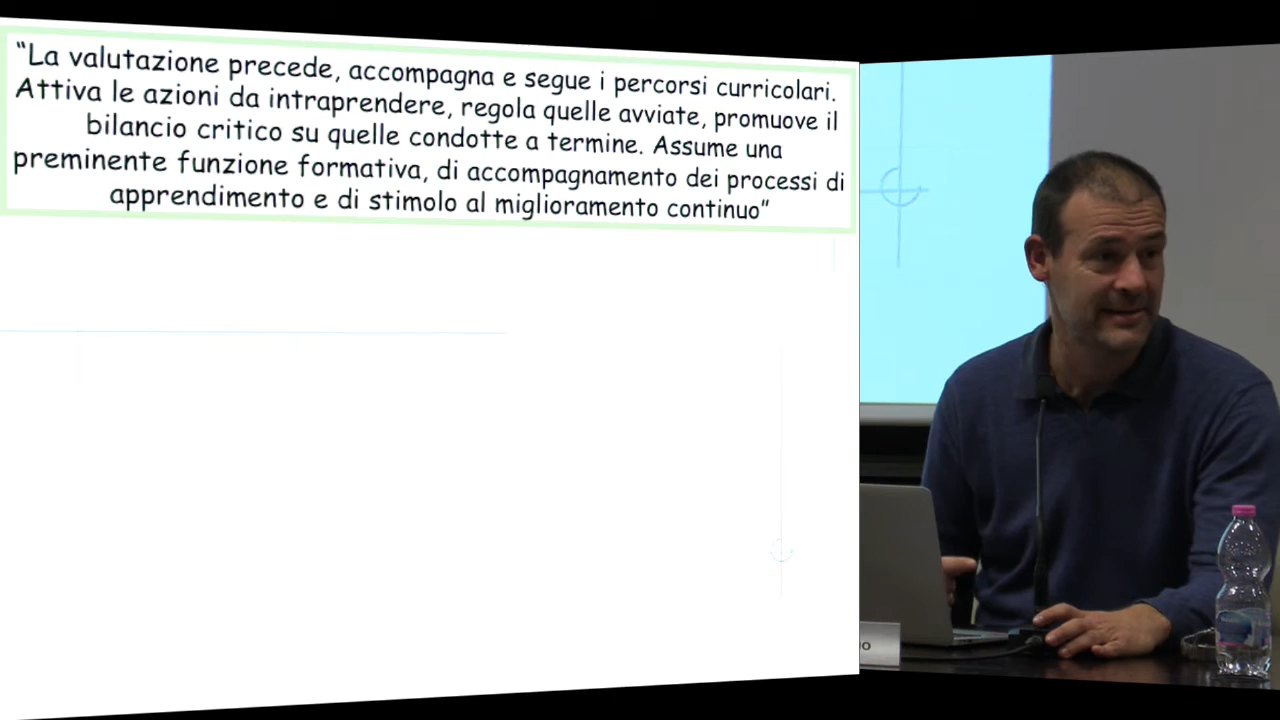 “La valutazione precede, accompagna e segue i percorsi curricolari.
Attiva le azioni da intraprendere, regola quelle avviate, promuove il
bilancio critico su quelle condotte a termine. Assume una
preminente funzione formativa, di accompagnamento dei processi di
apprendimento e di stimolo al miglioramento continuo”